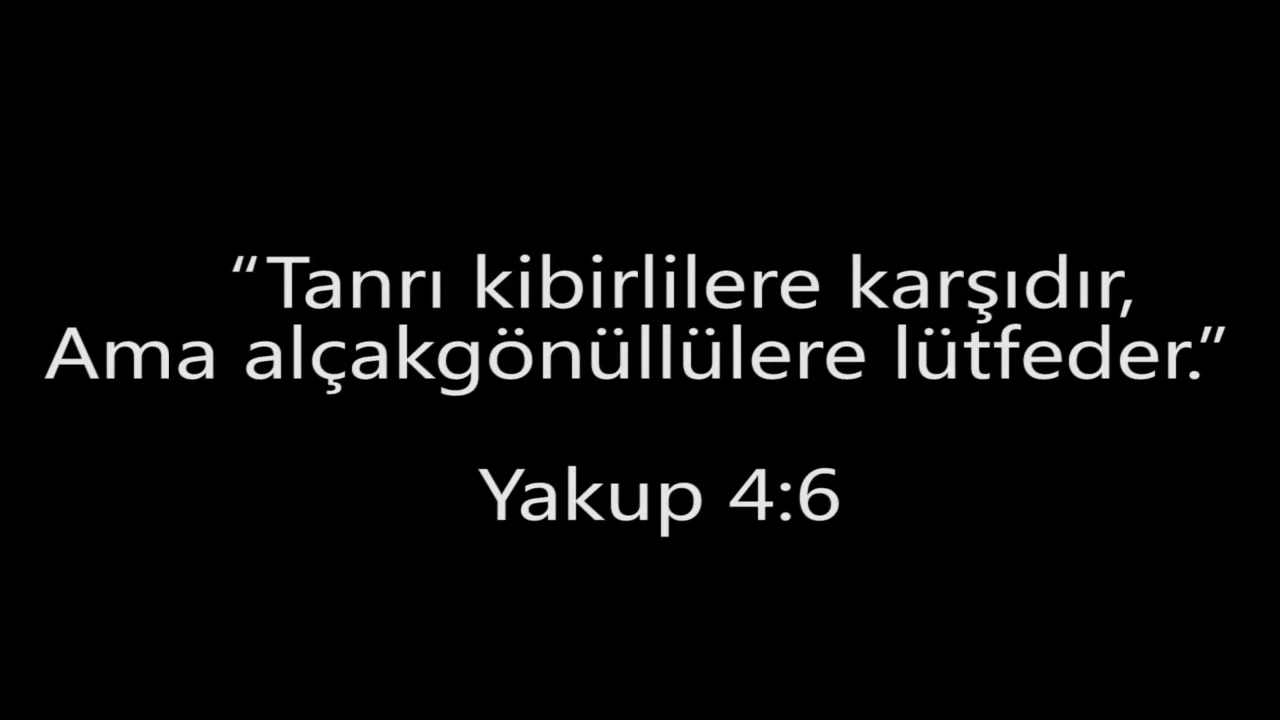 “Tanrı kibirlilere karşıdır,
Ama alçakgönüllülere lütfeder.”
Yakup 4:6